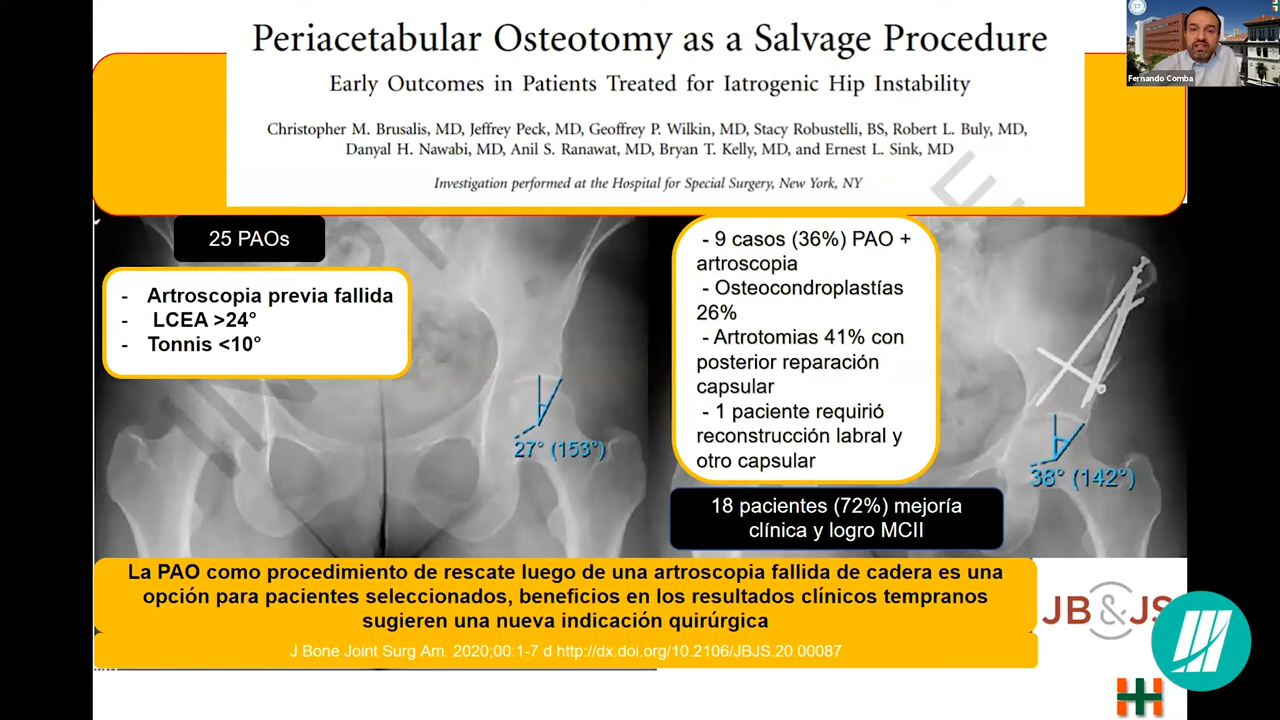 Periacetabular Osteotomy as a Salvage Procedure
Early Outcomes in Patients Treated for Iatrogenic Hip Instability
Christopher M. Brusalis, MD, Jeffrey Peck, MD, Geoffrey P. Wilkin, MD, Stacy Robustelli, BS, Robert L. Buly, MD,
Danyal H. Nawabi, MD, Anil S. Ranawat, MD, Bryan T. Kelly, MD, and Ernest L. Sink, MD
Investigation performed at the Hospital for Special Surgery, New York, NY
Fernando Comba
25 PAOs
- Artroscopia previa fallida
- LCEA >24°
- Tonnis <10°
27° (153°)
- 9 casos (36%) PAO +
artroscopia
- Osteocondroplastías
26%
- Artrotomias 41% con
posterior reparación
capsular
- 1 paciente requirió
reconstrucción labral y
otro capsular
38° (142°)
18 pacientes (72%) mejoría
clínica y logro MCII
La PAO como procedimiento de rescate luego de una artroscopia fallida de cadera es una
opción para pacientes seleccionados, beneficios en los resultados clínicos tempranos
sugieren una nueva indicación quirúrgica
J Bone Joint Surg Am. 2020;00:1-7 d http://dx.doi.org/10.2106/JBJS.20.00087
JB&JS